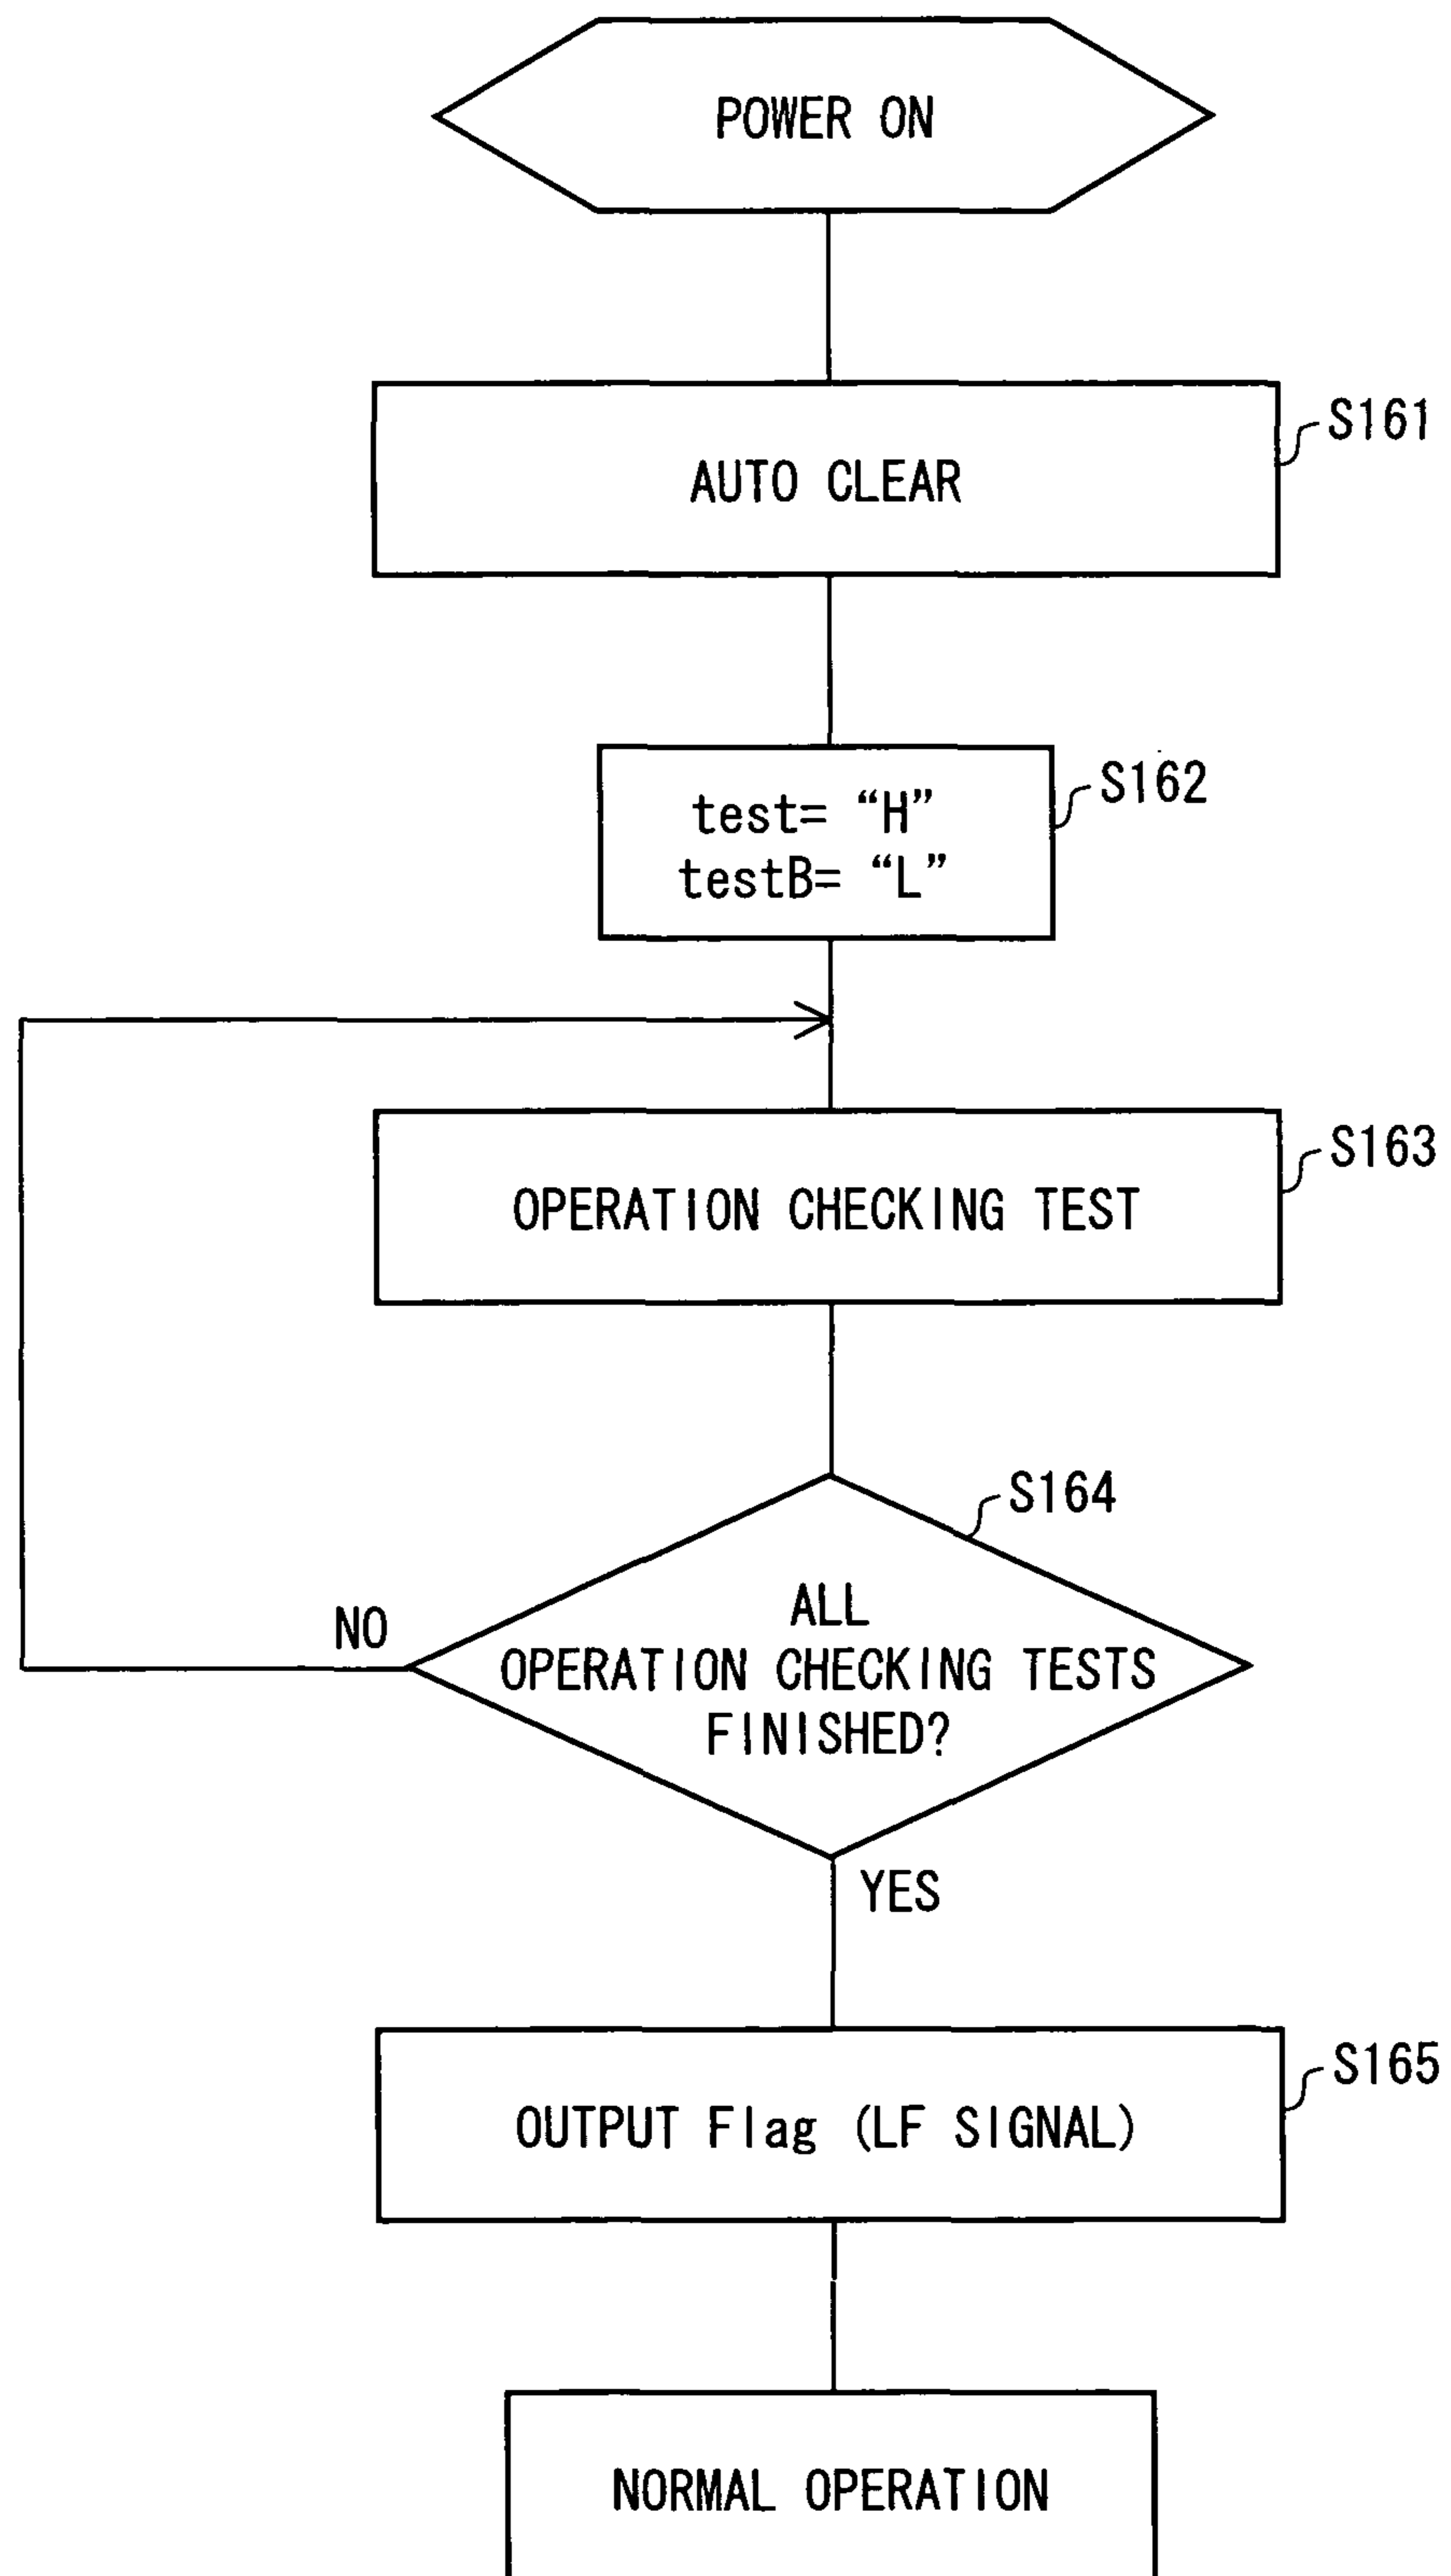 POWER ON
AUTO CLEAR
S161
test= “H”
testB= “L”
S162
OPERATION CHECKING TEST
S163
S164
ALL
OPERATION CHECKING TESTS
FINISHED?
NO
YES
OUTPUT Flag (LF SIGNAL)
S165
NORMAL OPERATION